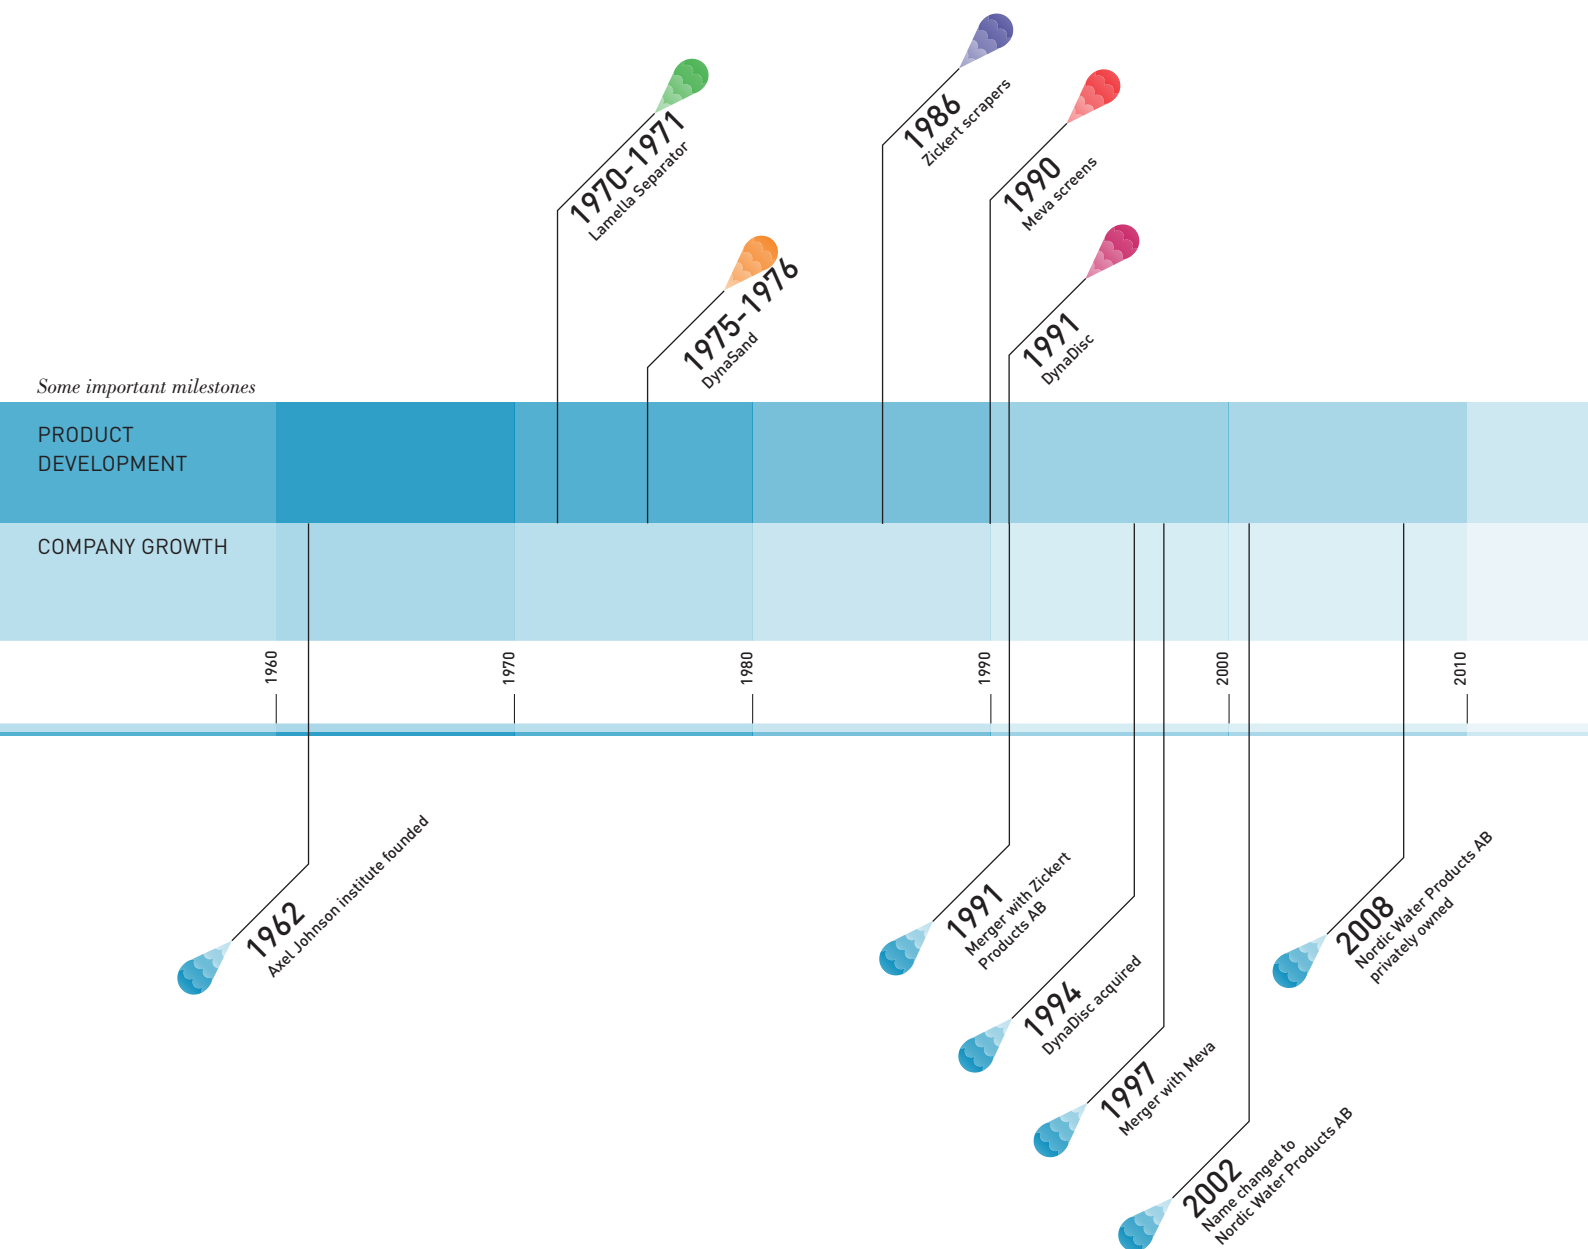 1986
Zickert scrapers
1970-1971
Lamella Separator
1990
Meva screens
1975-1976
DynaSand
1991
DynaDisc
Some important milestones
PRODUCT
DEVELOPMENT
COMPANY GROWTH
1960
1970
1980
1990
2000
2010
1962
Axel Johnson institute founded
1991
Merger with Zickert
Products AB
1994
DynaDisc acquired
1997
Merger with Meva
2002
Name changed to
Nordic Water Products AB
2008
Nordic Water Products AB
privately owned